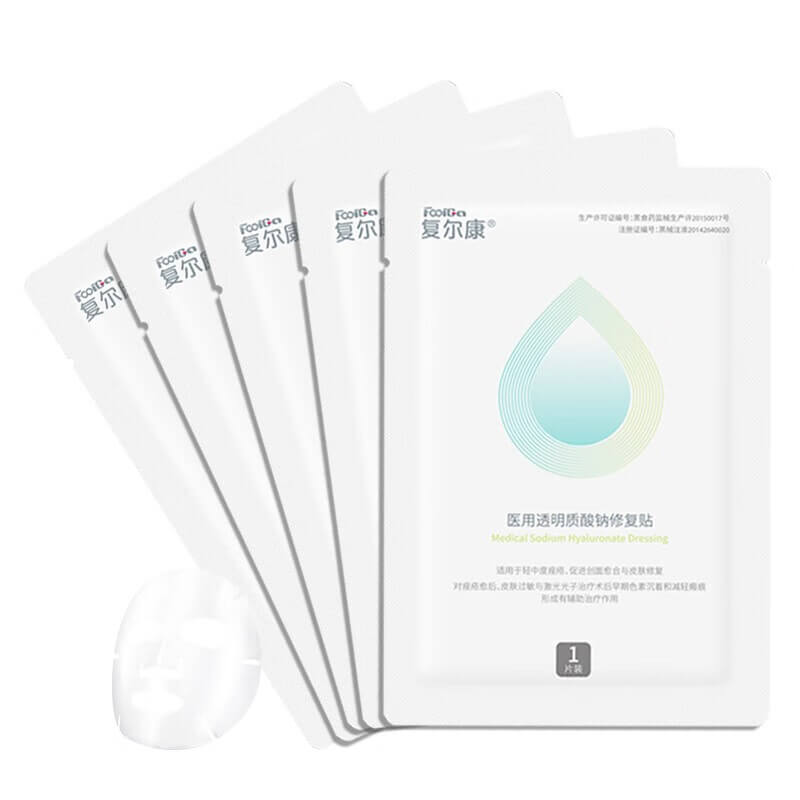 FoolGa
复尔康
FoolGa
复尔康
FoolGa
复尔康
FoolGa
复尔康
FoolGa
复尔康®
生产许可证编号:黑食药监械生产许20150017号
注册证编号:黑械注准20142640020
医用透明质酸钠修复贴
Medical Sodium Hyaluronate Dressing
适用于轻中度痤疮、促进创面愈合与皮肤修复
对痤疮愈后、皮肤过敏与激光光子治疗术后早期色素沉着和减轻瘢痕
形成有辅助治疗作用
1
片装